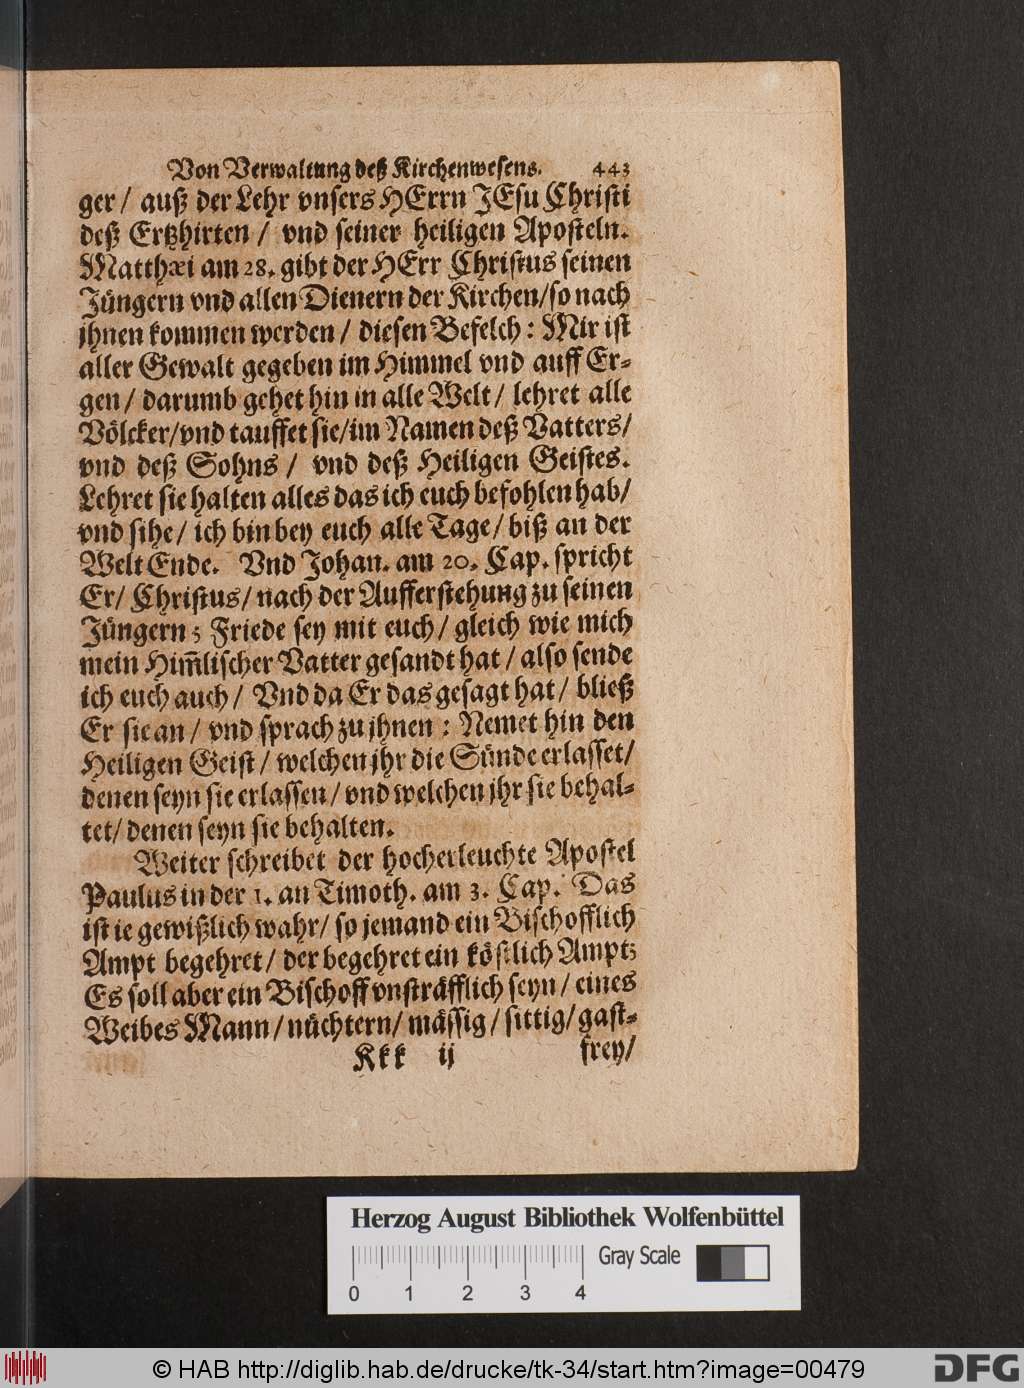 Von Verwaltung deß Kirchenwesens. 443
ger / auß der Lehr vnsers HErrn JEsu Christi
deß Ertzhirten / vnd seiner heiligen Aposteln.
Matthæi am 28. gibt der HErr Christus seinen
Jüngern vnd allen Dienern der Kirchen/so nach
jhnen kommen werden / diesen Befelch : Mir ist
aller Gewalt gegeben im Himmel vnd auff Er-
gen / darumb gehet hin in alle Welt / lehret alle
Völcker/vnd tauffet sie/im Namen deß Vatters/
vnd deß Sohns / vnd deß Heiligen Geistes.
Lehret sie halten alles das ich euch befohlen hab/
vnd sihe/ ich bin bey euch alle Tage/ biß an der
Welt Ende. Vnd Johan. am 20. Cap. spricht
Er/ Christus/ nach der Aufferstehung zu seinen
Jüngern ; Friede sey mit euch/ gleich wie mich
mein Him̃lischer Vatter gesandt hat / also sende
ich euch auch / Vnd da Er das gesagt hat / bließ
Er sie an / vnd sprach zu jhnen : Nemet hin den
Heiligen Geist / welchen jhr die Sünde erlasset/
denen seyn sie erlassen / vnd welchen jhr sie behal-
tet/ denen seyn sie behalten.
Weiter schreibet der hocherleuchte Apostel
Paulus in der 1. an Timoth. am 3. Cap. Das
ist ie gewißlich wahr/ so jemand ein Bischofflich
Ampt begehret / der begehret ein köstlich Ampt;
Es soll aber ein Bischoff vnsträfflich seyn / eines
Weibes Mann / nüchtern/ mässig / sittig/ gast-
Kkk ij frey/
Herzog August Bibliothek Wolfenbüttel
Gray Scale
0 1 2 3 4
© HAB http://diglib.hab.de/drucke/tk-34/start.htm?image=00479
DFG